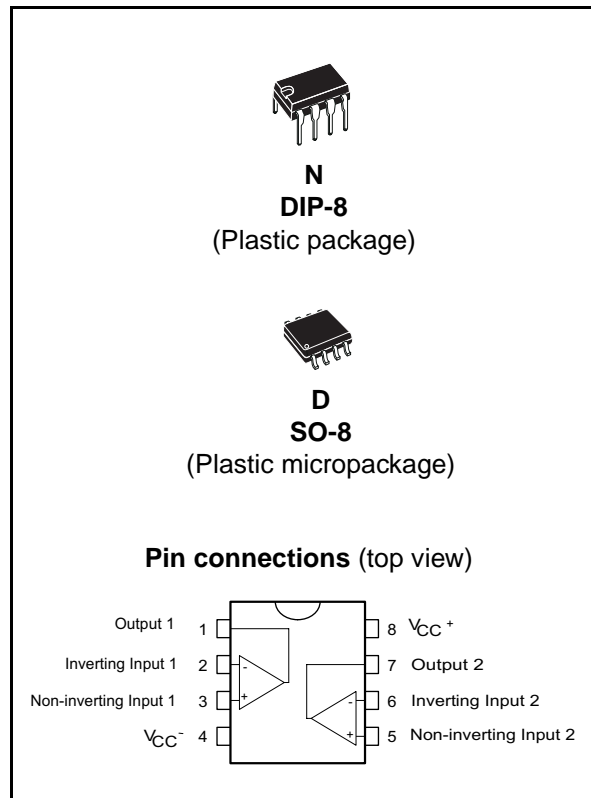 N
DIP-8
(Plastic package)
D
SO-8
(Plastic micropackage)
Pin connections (top view)
Output 1 1
Inverting Input 1 2 -
Non-inverting Input 1 3 +
VCC- 4
8 VCC+
7 Output 2
- 6 Inverting Input 2
+ 5 Non-inverting Input 2